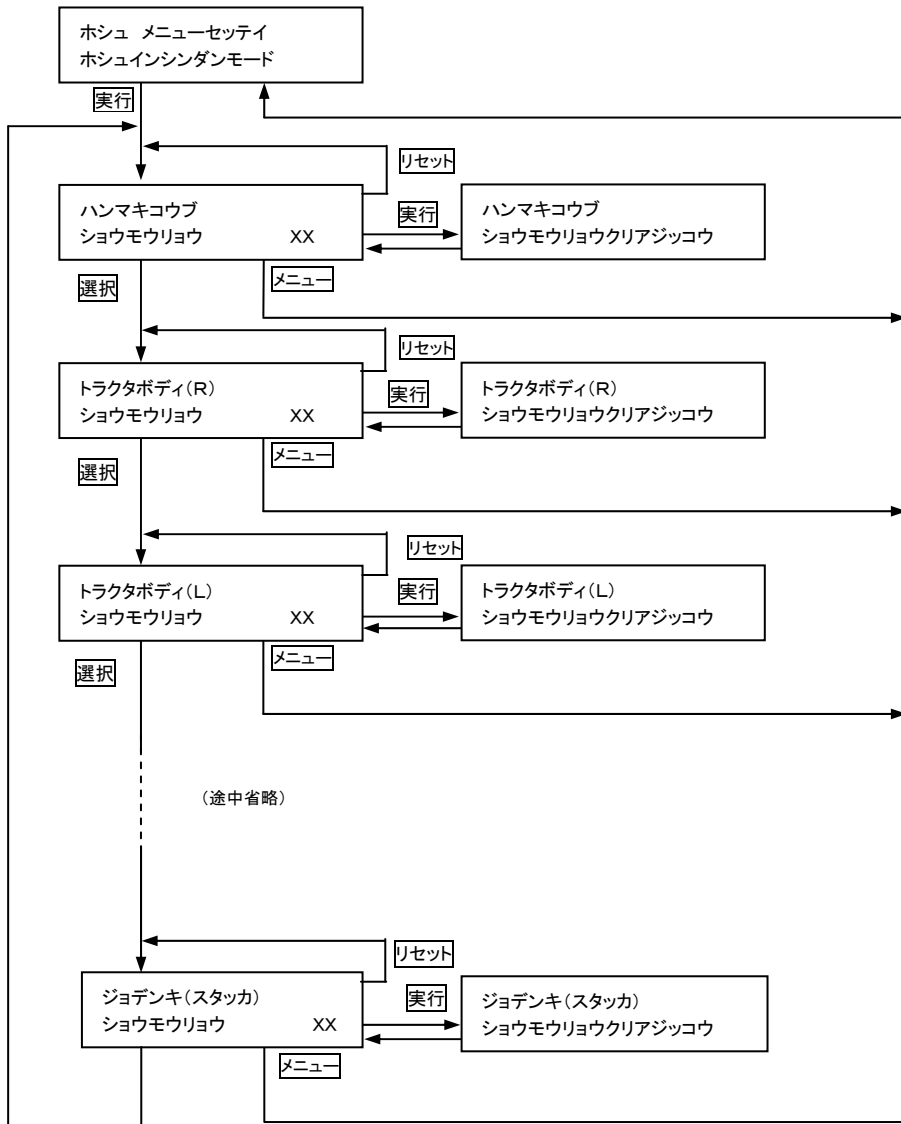 ホシュ メニューセッテイ
ホシュインシンダンモード
実行
リセット
ハンマキコウブ
ショウモウリョウ XX
実行
ハンマキコウブ
ショウモウリョウクリアジッコウ
選択
メニュー
リセット
トラクタボディ(R)
ショウモウリョウ XX
実行
トラクタボディ(R)
ショウモウリョウクリアジッコウ
選択
メニュー
リセット
トラクタボディ(L)
ショウモウリョウ XX
実行
トラクタボディ(L)
ショウモウリョウクリアジッコウ
選択
メニュー
(途中省略)
リセット
ジョデンキ(スタッカ)
ショウモウリョウ XX
実行
ジョデンキ(スタッカ)
ショウモウリョウクリアジッコウ
メニュー